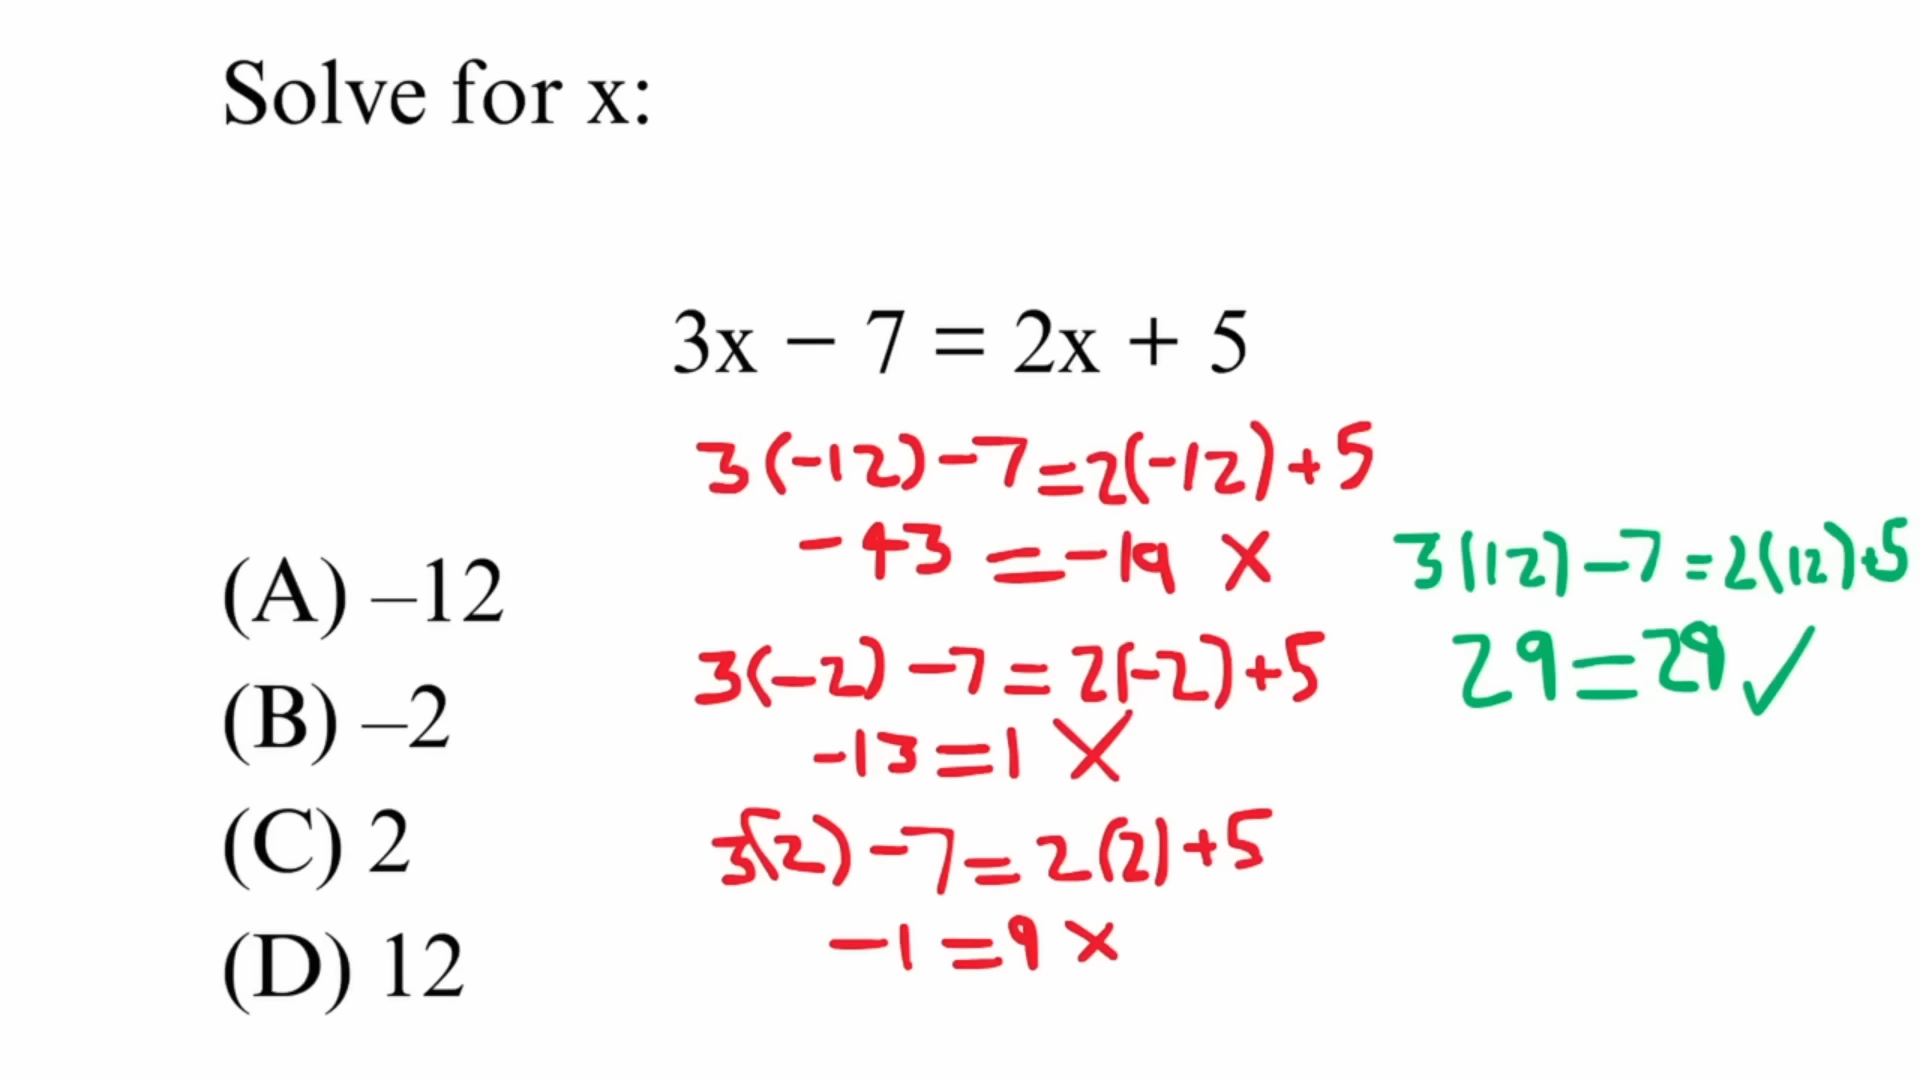 Solve for x:
3x − 7 = 2x + 5
(A) –12
(B) –2
(C) 2
(D) 12
3(-12)-7=2(-12)+5
-43=-19 X
3(-2)-7=2(-2)+5
-13=1 X
3(2)-7=2(2)+5
-1=9 X
3(12)-7=2(12)+5
29=29 ✓